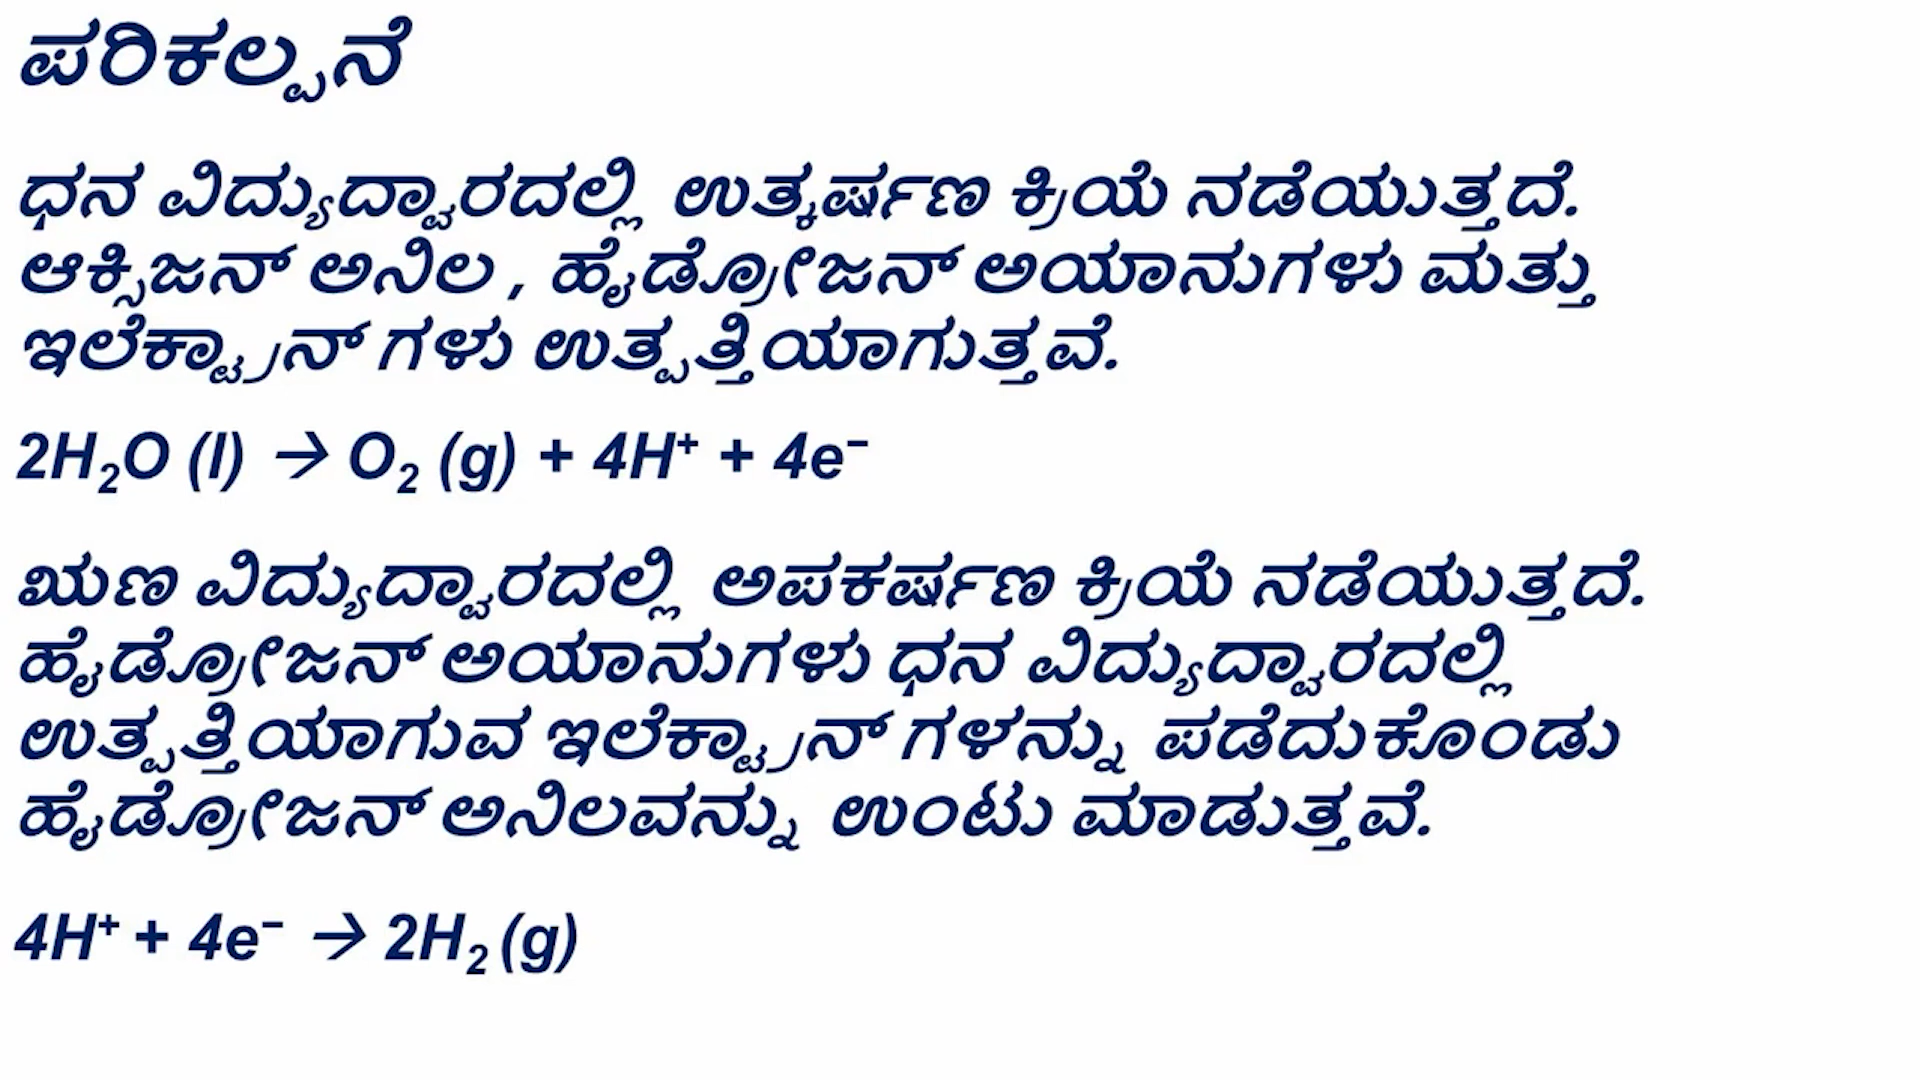 ಪರಿಕಲ್ಪನೆ
ಧನ ವಿದ್ಯುದ್ವಾರದಲ್ಲಿ ಉತ್ಕರ್ಷಣ ಕ್ರಿಯೆ ನಡೆಯುತ್ತದೆ.
ಆಕ್ಸಿಜನ್ ಅನಿಲ , ಹೈಡ್ರೋಜನ್ ಅಯಾನುಗಳು ಮತ್ತು
ಇಲೆಕ್ಟ್ರಾನ್ ಗಳು ಉತ್ಪತ್ತಿಯಾಗುತ್ತವೆ.
2H₂O (l) → O₂ (g) + 4H⁺ + 4e⁻
ಋಣ ವಿದ್ಯುದ್ವಾರದಲ್ಲಿ ಅಪಕರ್ಷಣ ಕ್ರಿಯೆ ನಡೆಯುತ್ತದೆ.
ಹೈಡ್ರೋಜನ್ ಅಯಾನುಗಳು ಧನ ವಿದ್ಯುದ್ವಾರದಲ್ಲಿ
ಉತ್ಪತ್ತಿಯಾಗುವ ಇಲೆಕ್ಟ್ರಾನ್ ಗಳನ್ನು ಪಡೆದುಕೊಂಡು
ಹೈಡ್ರೋಜನ್ ಅನಿಲವನ್ನು ಉಂಟು ಮಾಡುತ್ತವೆ.
4H⁺ + 4e⁻ → 2H₂ (g)